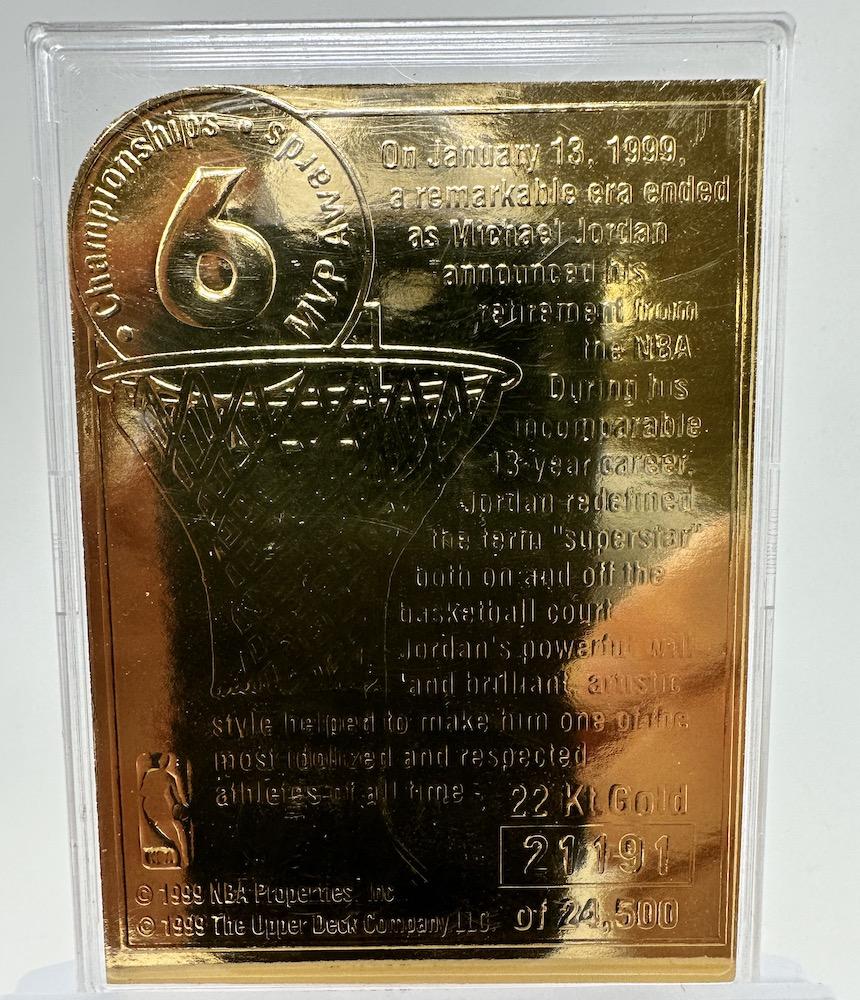 • Championships • MVP Awards
6
On January 13, 1999,
a remarkable era ended
as Michael Jordan
announced his
retirement from
the NBA
During his
incomparable
13-year career,
Jordan redefined
the term "superstar"
both on and off the
basketball court
Jordan's powerful will
and brilliant, artistic
style helped to make him one of the
most idolized and respected
athletes of all time.
22 Kt. Gold
21191
of 24,500
NBA
© 1999 NBA Properties, Inc
© 1999 The Upper Deck Company LLC.